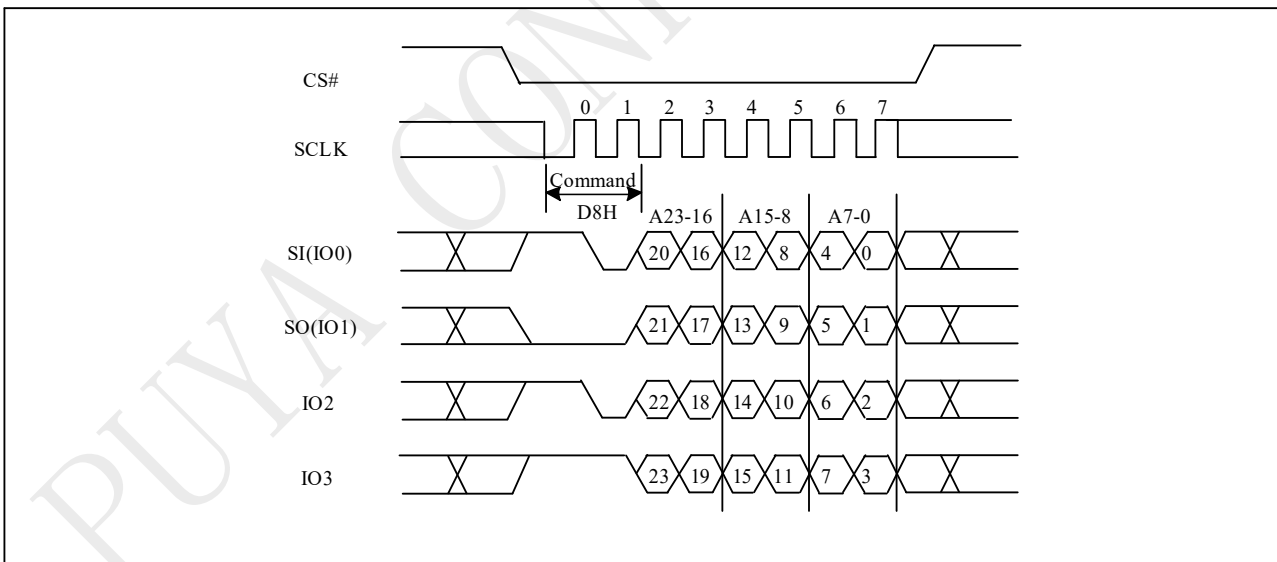 PUYA CONF
CS#
0 1 2 3 4 5 6 7
SCLK
Command
D8H
A23-16 A15-8 A7-0
SI(IO0) 20 16 12 8 4 0
SO(IO1) 21 17 13 9 5 1
IO2 22 18 14 10 6 2
IO3 23 19 15 11 7 3